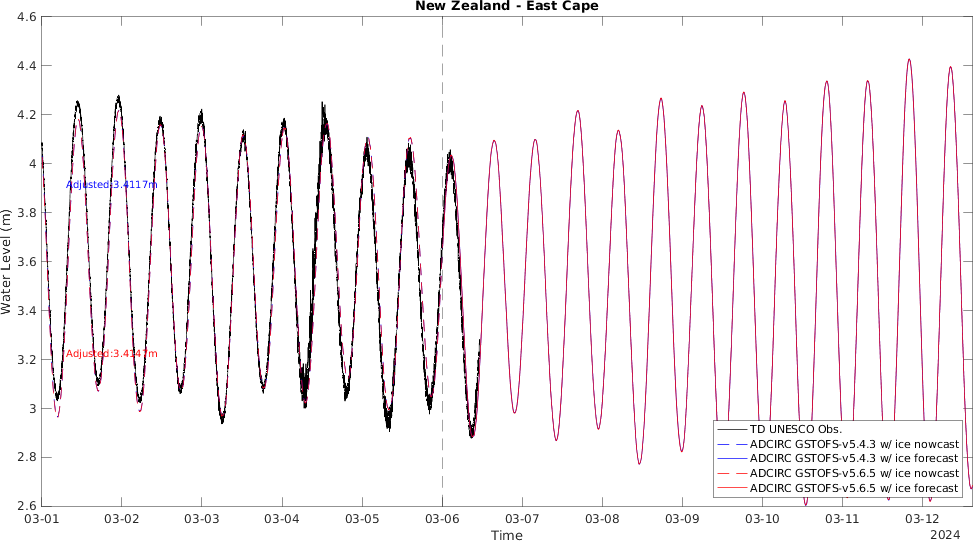 New Zealand - East Cape
4.6
4.4
4.2
4
3.8
3.6
3.4
3.2
3
2.8
2.6
Water Level (m)
Adjusted:3.4117m
Adjusted:3.4147m
TD UNESCO Obs.
ADCIRC GSTOFS-v5.4.3 w/ ice nowcast
ADCIRC GSTOFS-v5.4.3 w/ ice forecast
ADCIRC GSTOFS-v5.6.5 w/ ice nowcast
ADCIRC GSTOFS-v5.6.5 w/ ice forecast
03-01 03-02 03-03 03-04 03-05 03-06 03-07 03-08 03-09 03-10 03-11 03-12
Time
2024